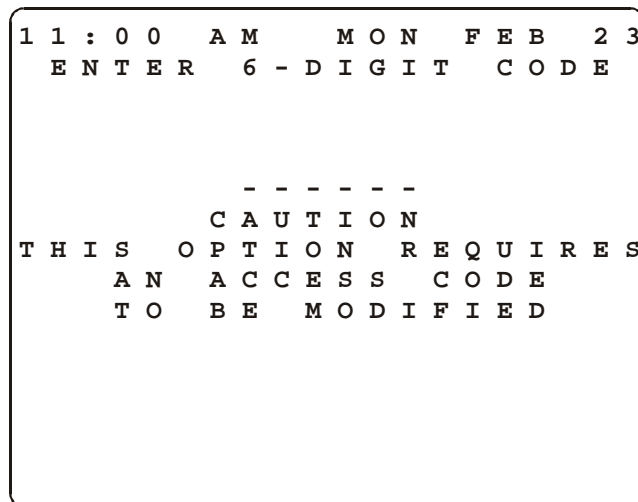 11:00 AM MON FEB 23
ENTER 6-DIGIT CODE
------
CAUTION
THIS OPTION REQUIRES
AN ACCESS CODE
TO BE MODIFIED